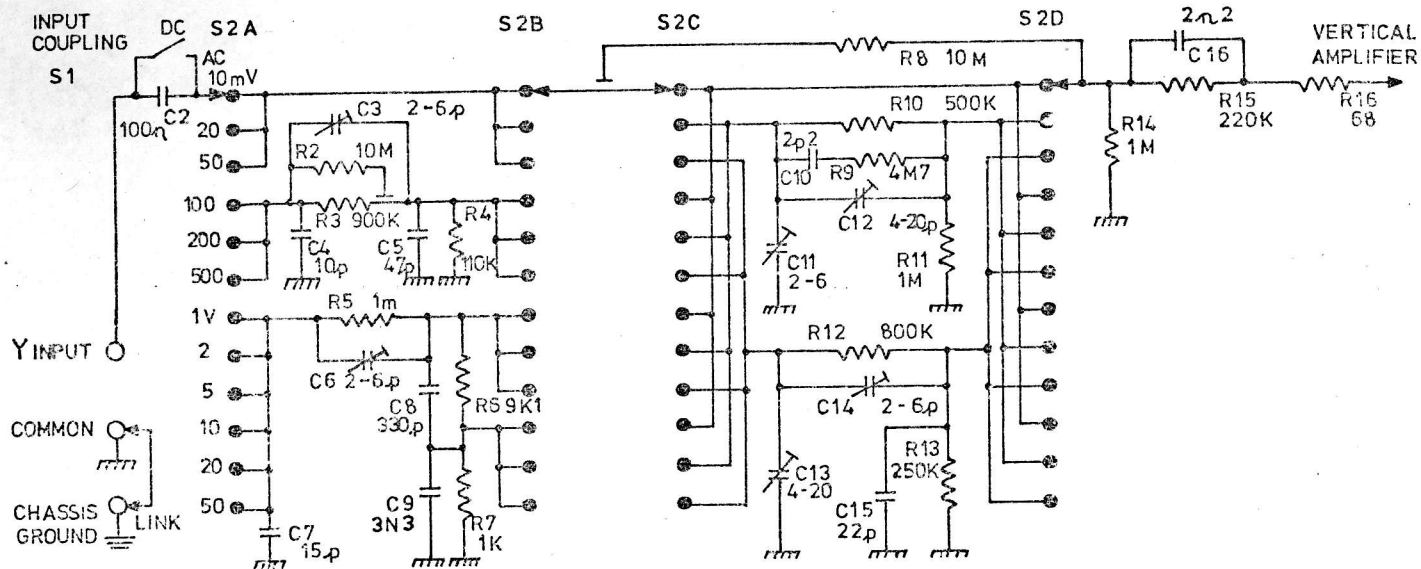 INPUT
COUPLING
S1
DC
AC
S2A
S2B
S2C
S2D
2n2
C16
VERTICAL
AMPLIFIER
R8 10M
10mV
C2
100n
20
50
C3 2-6p
R2 10M
R10 500K
R15
220K
R16
68
R14
1M
2p2
C10
R9
4M7
100
200
500
R3 900K
C4
10p
C5
47p
R4
110K
C12 4-20p
C11
2-6
R11
1M
1V
2
5
10
20
50
R5 1m
C6 2-6p
C8
330p
R6 9K1
R12 800K
C14 2-6p
Y INPUT
COMMON
CHASSIS
GROUND
LINK
C7
15p
C9
3N3
R7
1K
C13
4-20
C15
22p
R13
250K